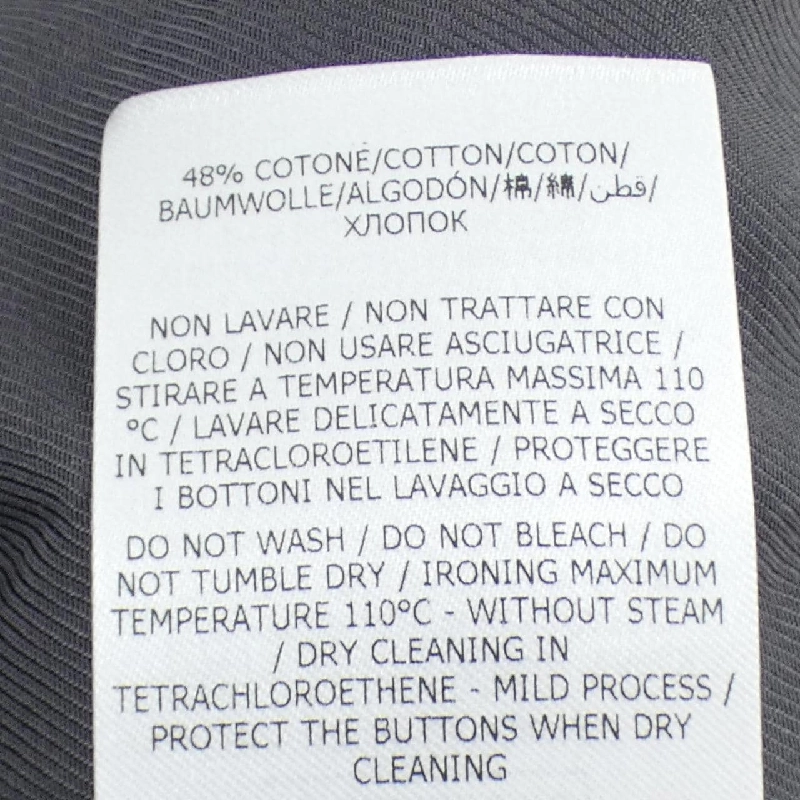 48% COTONE/COTTON/COTON/
BAUMWOLLE/ALGODÓN/棉/綿/قطن/
ХЛОПОК
NON LAVARE / NON TRATTARE CON
CLORO / NON USARE ASCIUGATRICE /
STIRARE A TEMPERATURA MASSIMA 110
°C / LAVARE DELICATAMENTE A SECCO
IN TETRACLOROETILENE / PROTEGGERE
I BOTTONI NEL LAVAGGIO A SECCO
DO NOT WASH / DO NOT BLEACH / DO
NOT TUMBLE DRY / IRONING MAXIMUM
TEMPERATURE 110°C - WITHOUT STEAM
/ DRY CLEANING IN
TETRACHLOROETHENE - MILD PROCESS /
PROTECT THE BUTTONS WHEN DRY
CLEANING